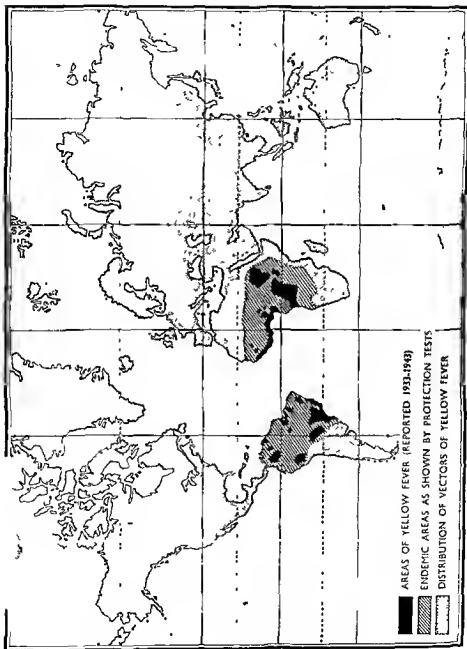 AREAS OF YELLOW FEVER (REPORTED 1933-1943)
ENDEMIC AREAS AS SHOWN BY PROTECTION TESTS
DISTRIBUTION OF VECTORS OF YELLOW FEVER